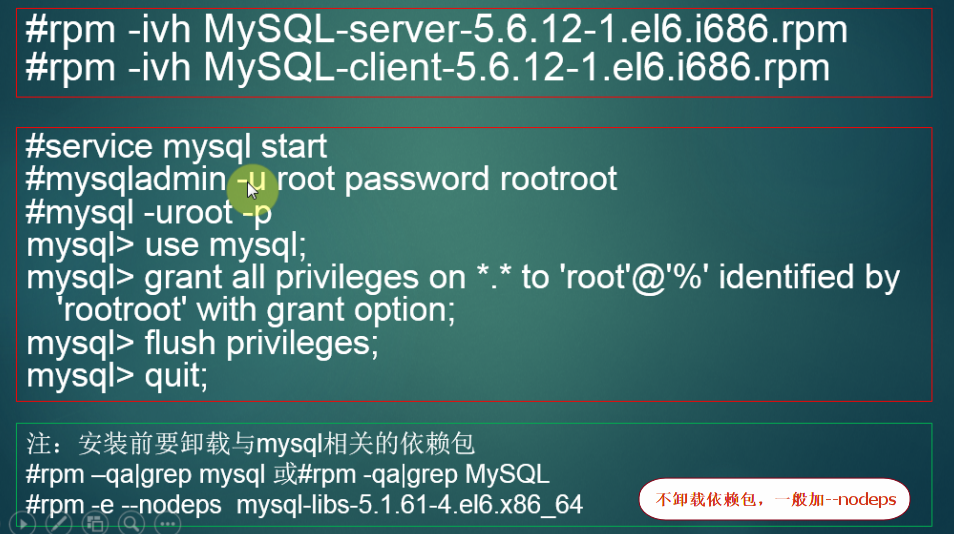 #rpm -ivh MySQL-server-5.6.12-1.el6.i686.rpm
#rpm -ivh MySQL-client-5.6.12-1.el6.i686.rpm
#service mysql start
#mysqladmin -u root password rootroot
#mysql -uroot -p
mysql> use mysql;
mysql> grant all privileges on *.* to 'root'@'%' identified by
'rootroot' with grant option;
mysql> flush privileges;
mysql> quit;
注：安装前要卸载与mysql相关的依赖包
#rpm –qa|grep mysql 或#rpm -qa|grep MySQL
#rpm -e --nodeps mysql-libs-5.1.61-4.el6.x86_64
不卸载依赖包，一般加--nodeps